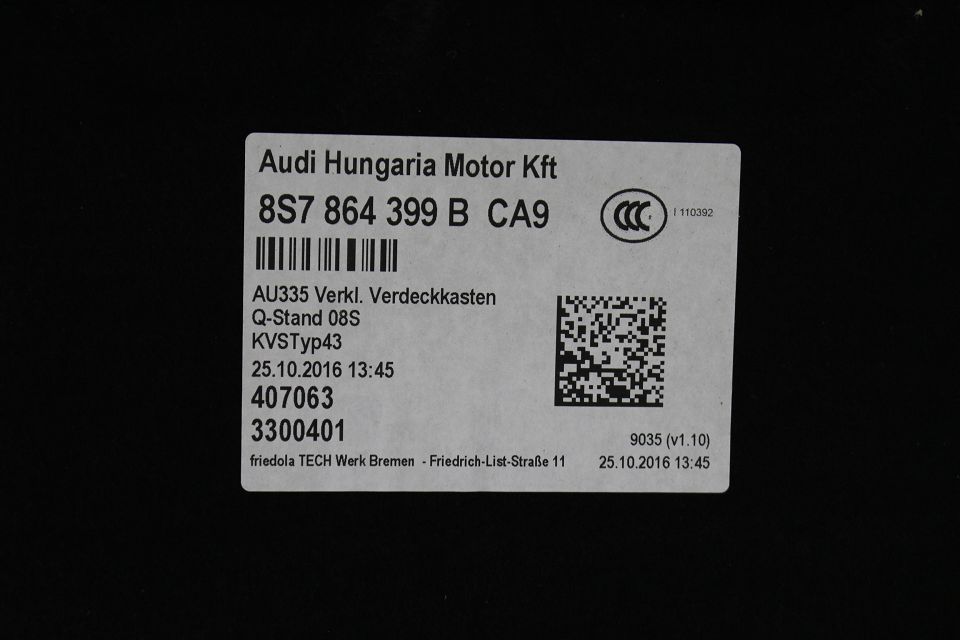 Audi Hungaria Motor Kft
8S7 864 399 B CA9
CCC I 110392
AU335 Verkl. Verdeckkasten
Q-Stand 08S
KVSTyp43
25.10.2016 13:45
407063
3300401
9035 (v1.10)
friedola TECH Werk Bremen - Friedrich-List-Straße 11 25.10.2016 13:45